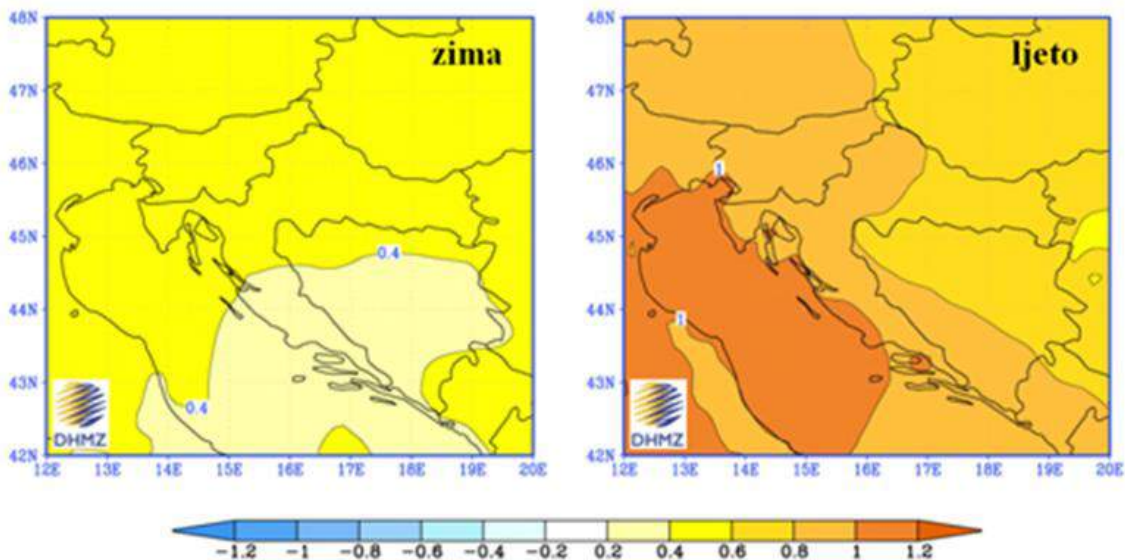 zima
48N
47N
46N
45N
44N
43N
42N
0.4
0.4
DHMZ
12E 13E 14E 15E 16E 17E 18E 19E 20E
ljeto
48N
47N
46N
45N
44N
43N
42N
1
1
DHMZ
12E 13E 14E 15E 16E 17E 18E 19E 20E
-1.2 -1 -0.8 -0.6 -0.4 -0.2 0.2 0.4 0.6 0.8 1 1.2